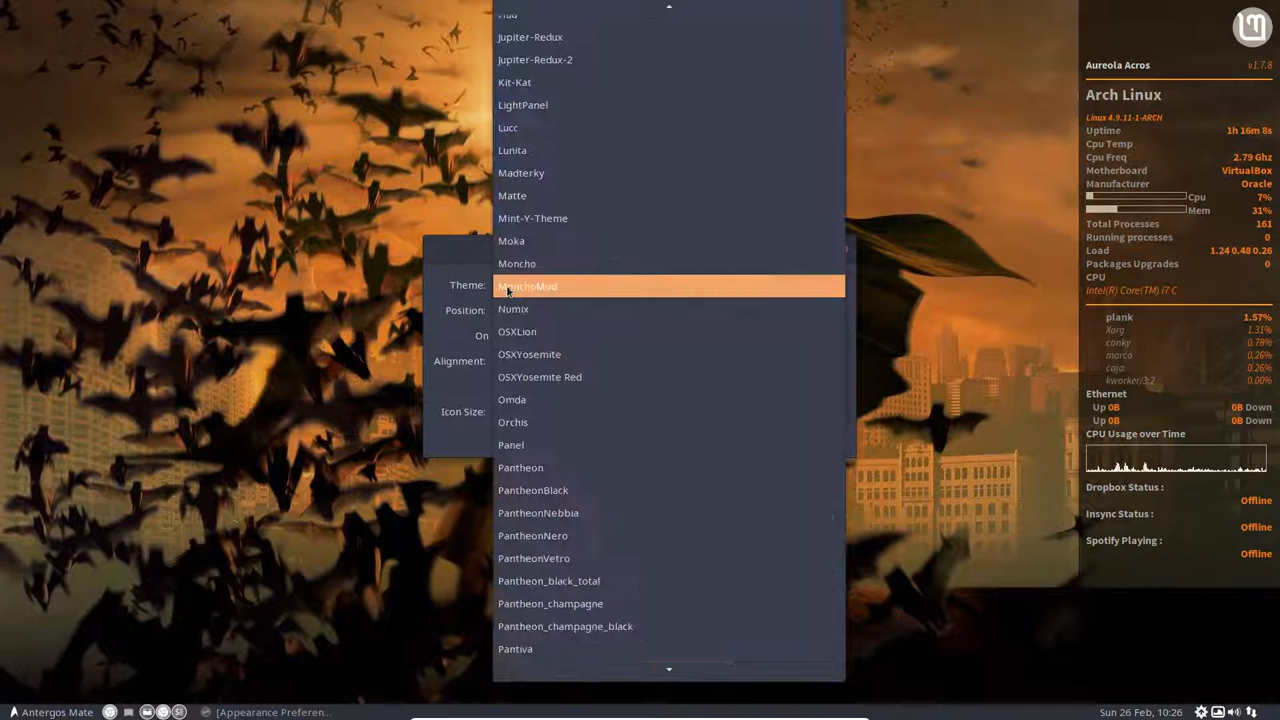 Hud
Jupiter-Redux
Jupiter-Redux-2
Kit-Kat
LightPanel
Lucc
Lunita
Madterky
Matte
Mint-Y-Theme
Moka
Moncho
MonchoMod
Numix
OSXLion
OSXYosemite
OSXYosemite Red
Omda
Orchis
Panel
Pantheon
PantheonBlack
PantheonNebbia
PantheonNero
PantheonVetro
Pantheon_black_total
Pantheon_champagne
Pantheon_champagne_black
Pantiva
Theme:
Position:
On
Alignment:
Icon Size:
Aureola Acros v1.7.8
Arch Linux
Linux 4.9.11-1-ARCH
Uptime 1h 16m 8s
Cpu Temp
Cpu Freq 2.79 Ghz
Motherboard VirtualBox
Manufacturer Oracle
Cpu 7%
Mem 31%
Total Processes 161
Running processes 0
Load 1.24 0.48 0.26
Packages Upgrades 0
CPU
Intel(R) Core(TM) i7 C
plank 1.57%
Xorg 1.31%
conky 0.78%
marco 0.26%
caja 0.26%
kworker/3:2 0.00%
Ethernet
Up 0B 0B Down
Up 0B 0B Down
CPU Usage over Time
Dropbox Status :
Offline
Insync Status :
Offline
Spotify Playing :
Offline
Antergos Mate [Appearance Preferen... Sun 26 Feb, 10:26